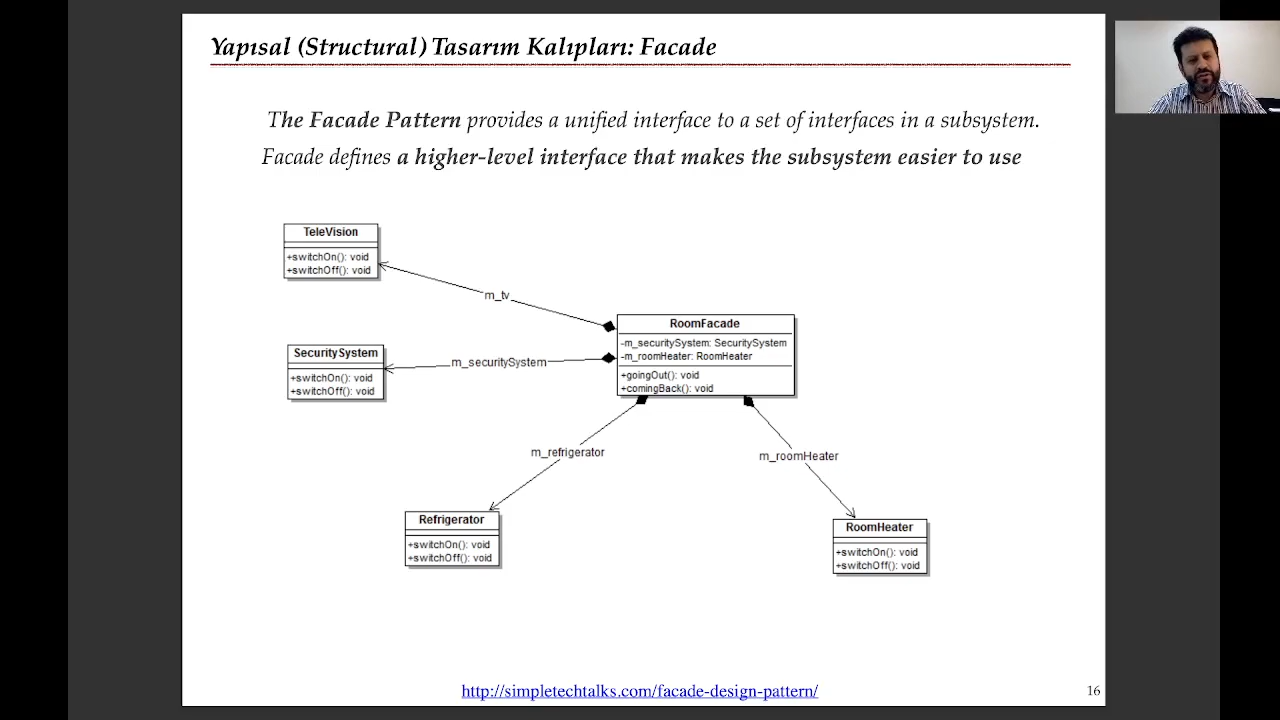 Yapısal (Structural) Tasarım Kalıpları: Facade
The Facade Pattern provides a unified interface to a set of interfaces in a subsystem.
Facade defines a higher-level interface that makes the subsystem easier to use
TeleVision
+switchOn(): void
+switchOff(): void
m_tv
RoomFacade
-m_securitySystem: SecuritySystem
-m_roomHeater: RoomHeater
+goingOut(): void
+comingBack(): void
SecuritySystem
+switchOn(): void
+switchOff(): void
m_securitySystem
m_refrigerator
m_roomHeater
Refrigerator
+switchOn(): void
+switchOff(): void
RoomHeater
+switchOn(): void
+switchOff(): void
http://simpletechtalks.com/facade-design-pattern/
16